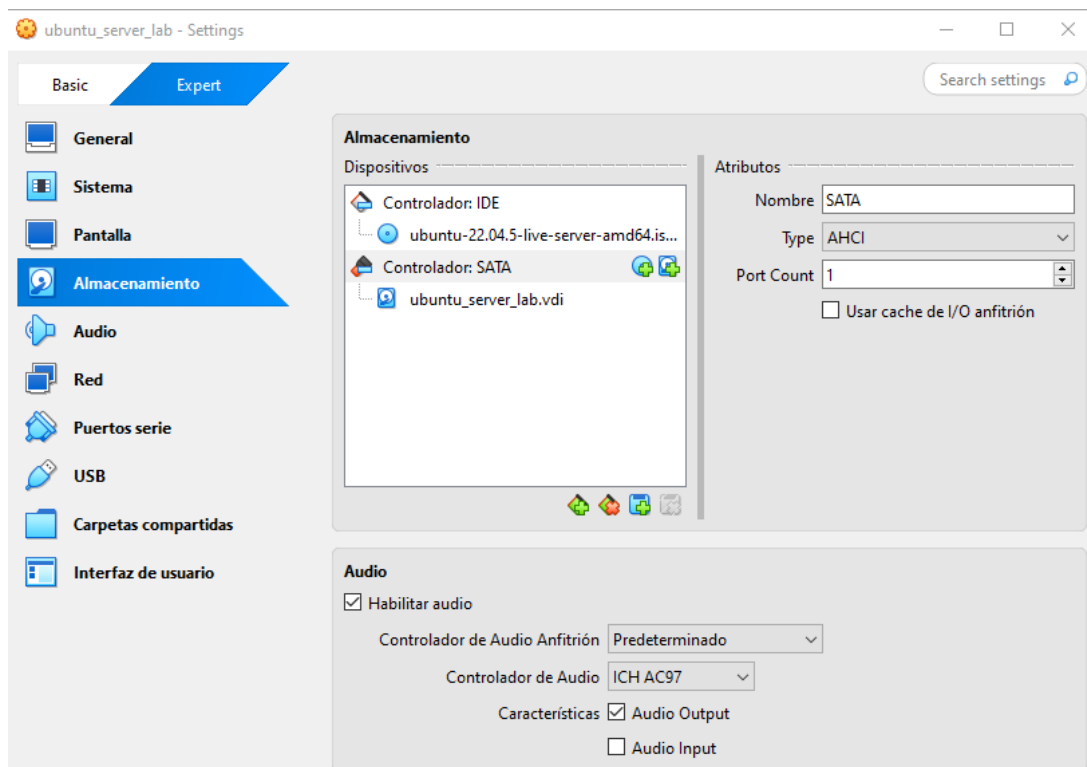 ubuntu_server_lab - Settings
Basic
Expert
Search settings
General
Sistema
Pantalla
Almacenamiento
Audio
Red
Puertos serie
USB
Carpetas compartidas
Interfaz de usuario
Almacenamiento
Dispositivos
Controlador: IDE
ubuntu-22.04.5-live-server-amd64.is...
Controlador: SATA
ubuntu_server_lab.vdi
Atributos
Nombre SATA
Type AHCI
Port Count 1
Usar cache de I/O anfitrión
Audio
Habilitar audio
Controlador de Audio Anfitrión Predeterminado
Controlador de Audio ICH AC97
Características Audio Output
Audio Input